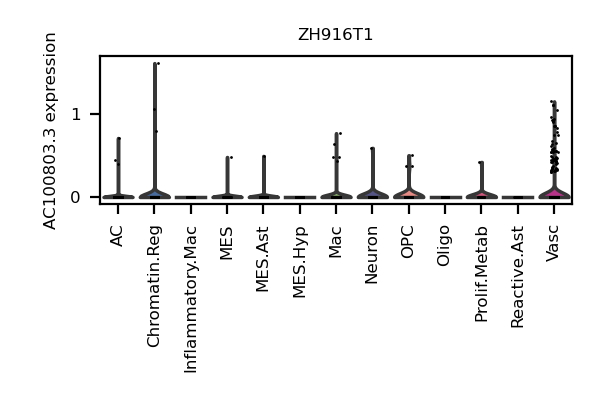 ZH916T1
AC100803.3 expression
1
0
AC
Chromatin.Reg
Inflammatory.Mac
MES
MES.Ast
MES.Hyp
Mac
Neuron
OPC
Oligo
Prolif.Metab
Reactive.Ast
Vasc